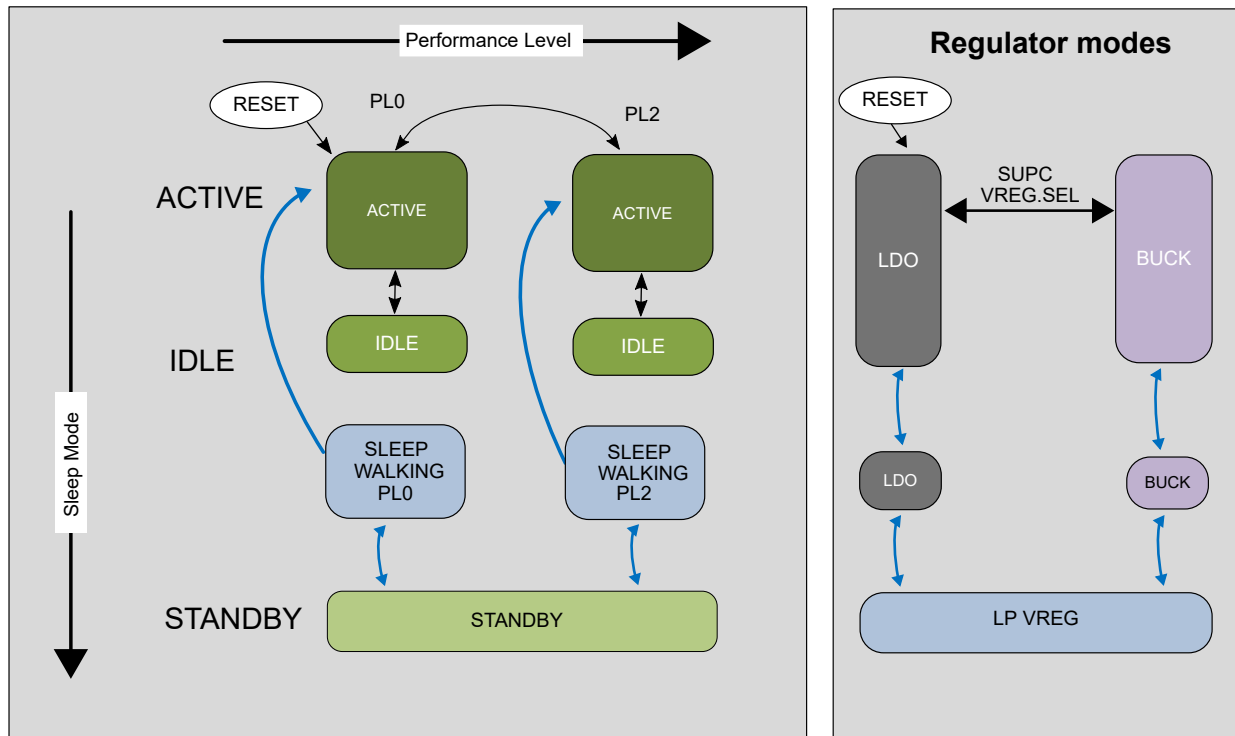 Performance Level
RESET
PL0
PL2
ACTIVE
ACTIVE
ACTIVE
IDLE
IDLE
IDLE
Sleep Mode
SLEEP
WALKING
PL0
SLEEP
WALKING
PL2
STANDBY
STANDBY
Regulator modes
RESET
SUPC
VREG.SEL
LDO
BUCK
LDO
BUCK
LP VREG